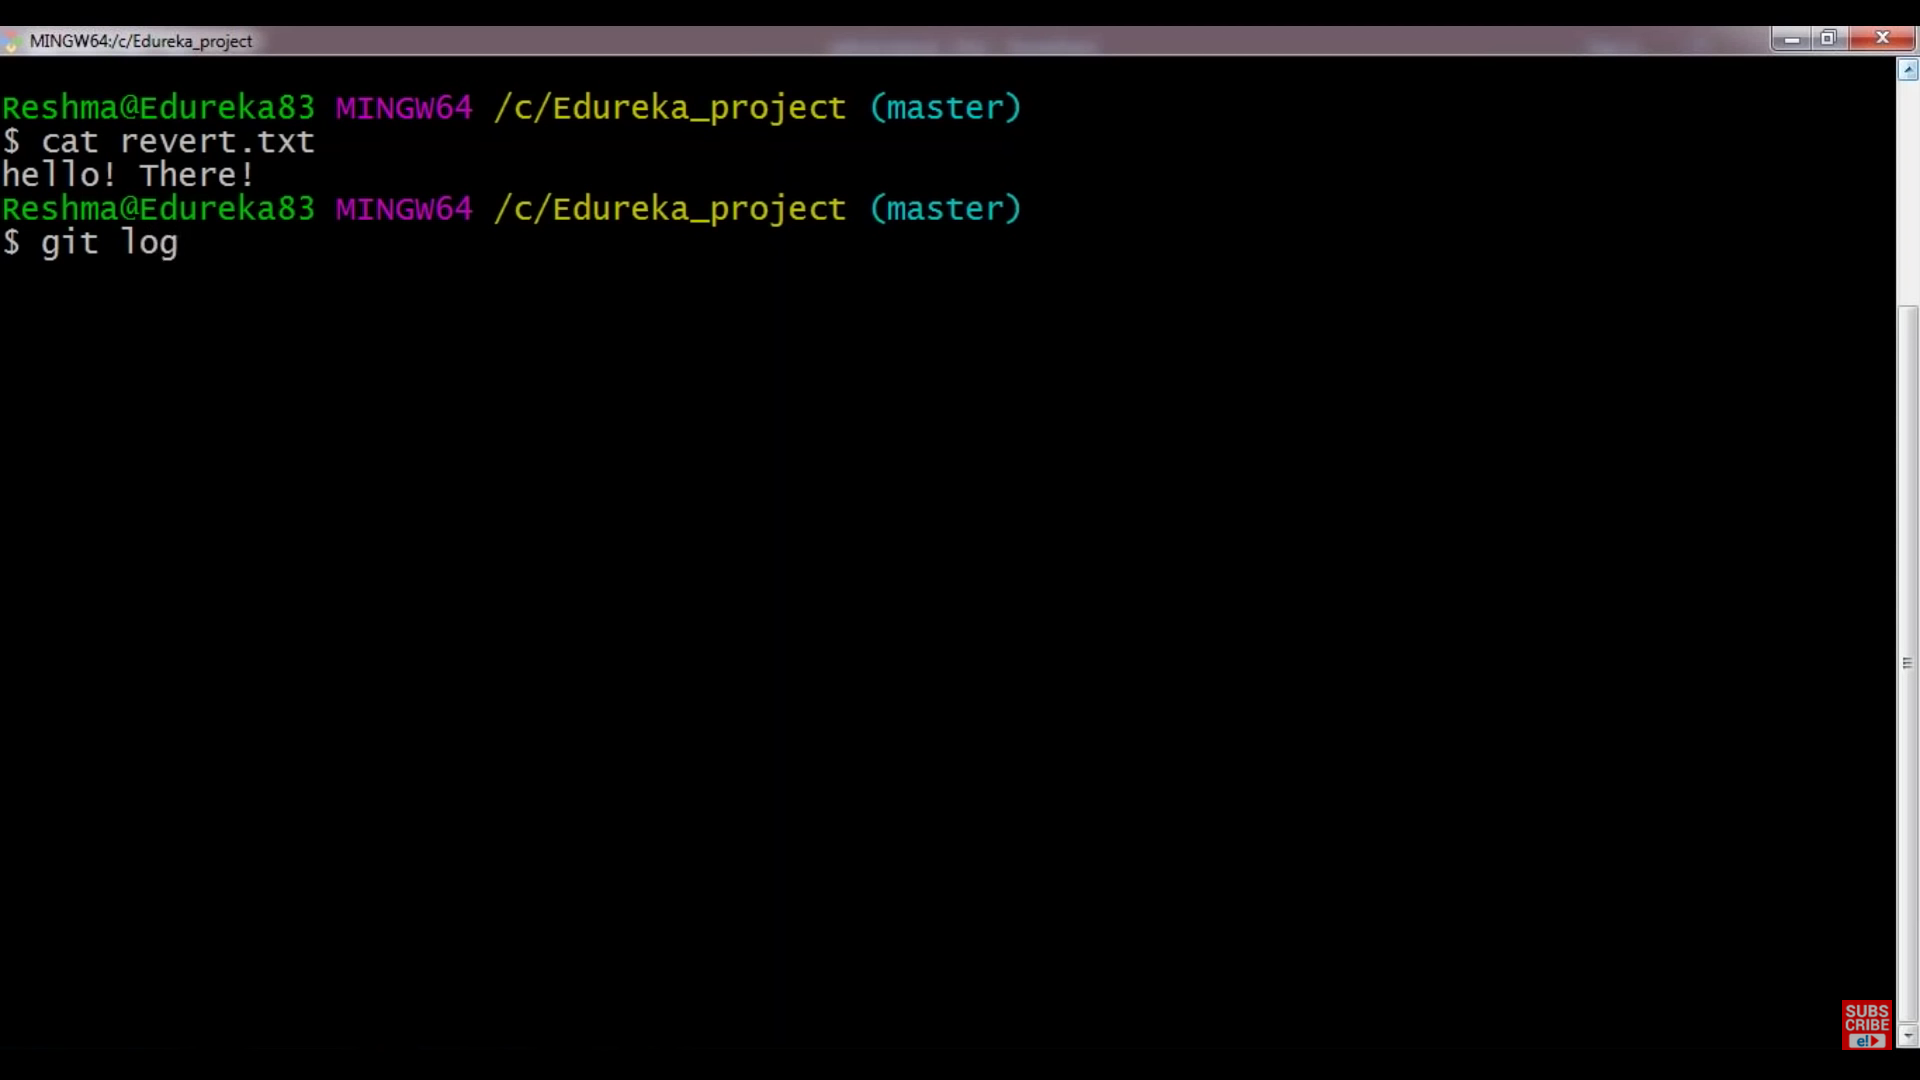 MINGW64:/c/Edureka_project
Reshma@Edureka83 MINGW64 /c/Edureka_project (master)
$ cat revert.txt
hello! There!
Reshma@Edureka83 MINGW64 /c/Edureka_project (master)
$ git log
SUBS
CRIBE
e!